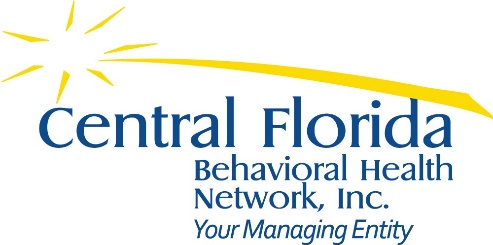 Central Florida
Behavioral Health
Network, Inc.
Your Managing Entity